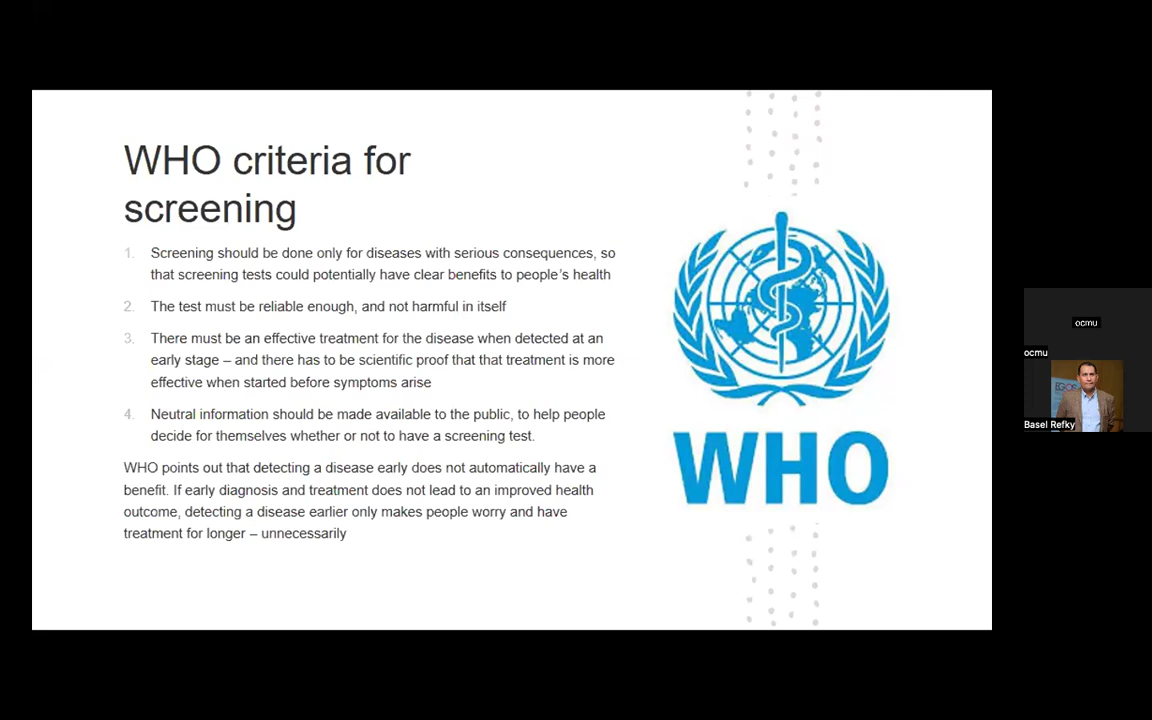 WHO criteria for
screening
1. Screening should be done only for diseases with serious consequences, so
that screening tests could potentially have clear benefits to people's health
2. The test must be reliable enough, and not harmful in itself
3. There must be an effective treatment for the disease when detected at an
early stage – and there has to be scientific proof that that treatment is more
effective when started before symptoms arise
4. Neutral information should be made available to the public, to help people
decide for themselves whether or not to have a screening test.
WHO points out that detecting a disease early does not automatically have a
benefit. If early diagnosis and treatment does not lead to an improved health
outcome, detecting a disease earlier only makes people worry and have
treatment for longer – unnecessarily
WHO
ocmu
ocmu
Basel Refky